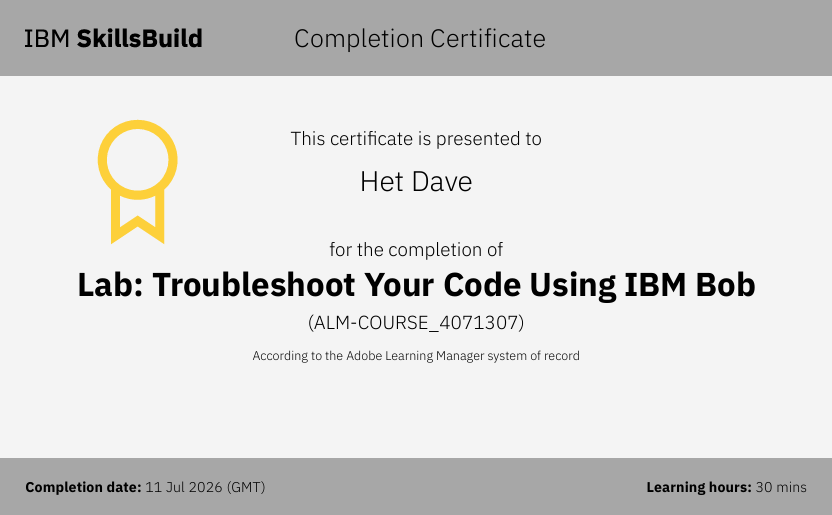 IBM SkillsBuild
Completion Certificate
This certificate is presented to
Het Dave
for the completion of
Lab: Troubleshoot Your Code Using IBM Bob
(ALM-COURSE_4071307)
According to the Adobe Learning Manager system of record
Completion date: 11 Jul 2026 (GMT)
Learning hours: 30 mins